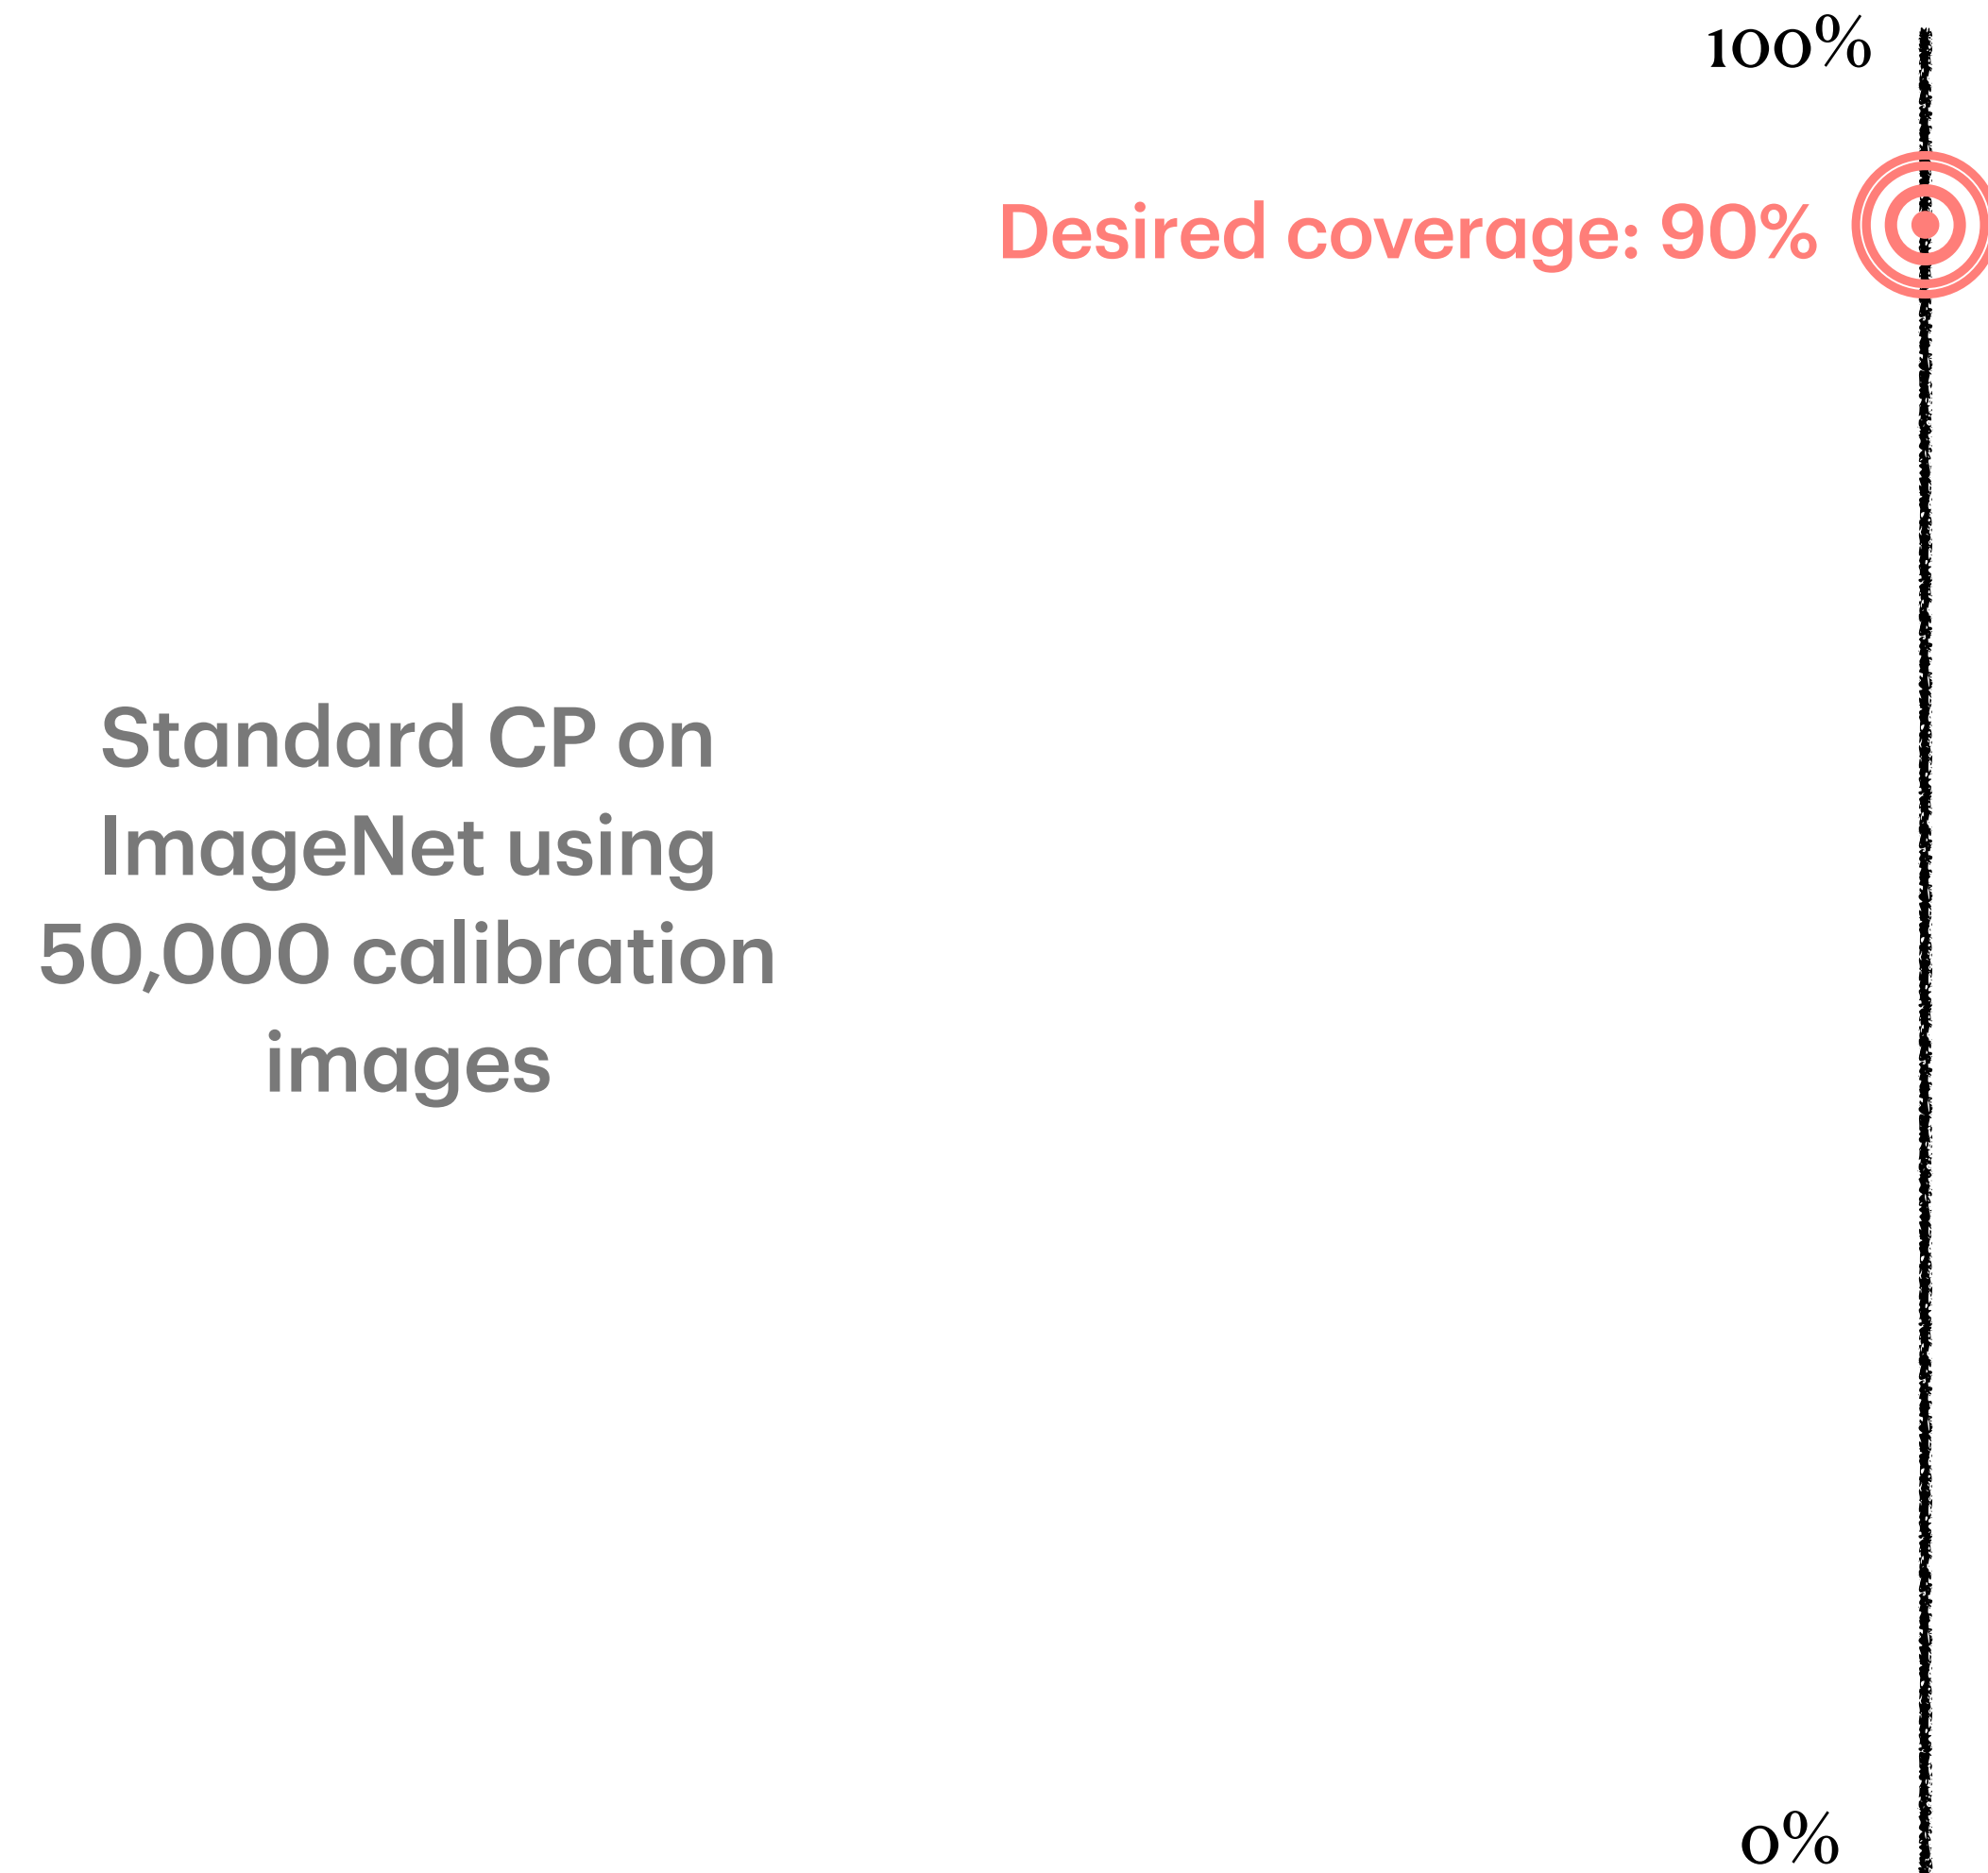 100%
Desired coverage: 90%
Standard CP on
ImageNet using
50,000 calibration
images
0%